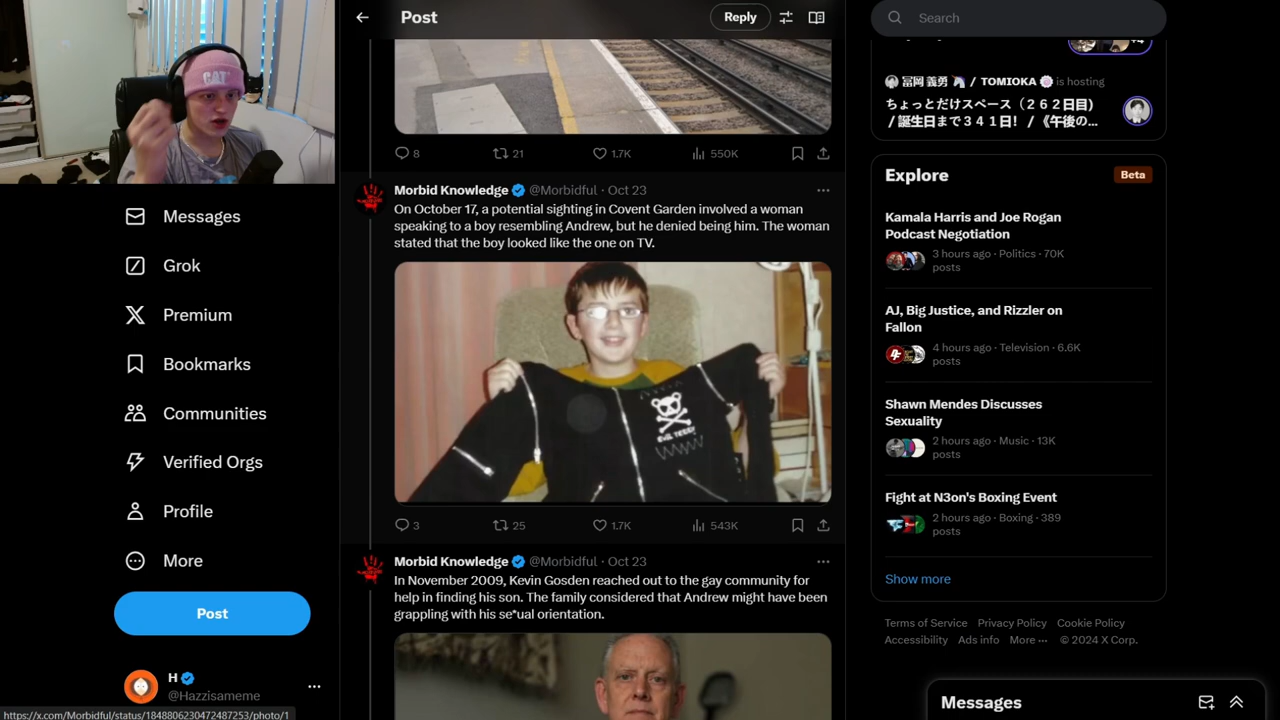 CAT
Messages
Grok
Premium
Bookmarks
Communities
Verified Orgs
Profile
More
Post
H
@Hazzisameme
https://x.com/Morbidful/status/1848806230472487253/photo/1
Post
Reply
8
21
1.7K
550K
Morbid Knowledge @Morbidful · Oct 23
On October 17, a potential sighting in Covent Garden involved a woman
speaking to a boy resembling Andrew, but he denied being him. The woman
stated that the boy looked like the one on TV.
EVIL TEDDY
3
25
1.7K
543K
Morbid Knowledge @Morbidful · Oct 23
In November 2009, Kevin Gosden reached out to the gay community for
help in finding his son. The family considered that Andrew might have been
grappling with his se*ual orientation.
Search
+4
冨岡 義勇 / TOMIOKA is hosting
ちょっとだけスペース（２６２日目）
/ 誕生日まで３４１日! / 《午後の...
Explore
Beta
Kamala Harris and Joe Rogan
Podcast Negotiation
3 hours ago · Politics · 70K
posts
AJ, Big Justice, and Rizzler on
Fallon
4 hours ago · Television · 6.6K
posts
Shawn Mendes Discusses
Sexuality
2 hours ago · Music · 13K
posts
Fight at N3on's Boxing Event
2 hours ago · Boxing · 389
posts
Show more
Terms of Service Privacy Policy Cookie Policy
Accessibility Ads info More ··· © 2024 X Corp.
Messages